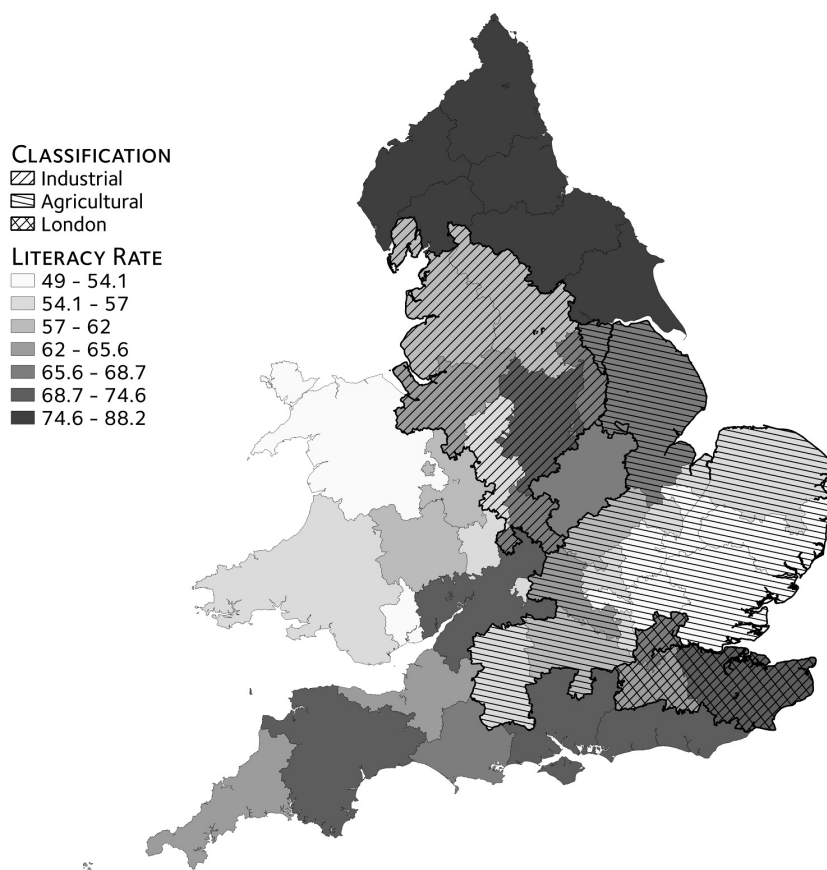 CLASSIFICATION
Industrial
Agricultural
London
LITERACY RATE
49 – 54.1
54.1 – 57
57 – 62
62 – 65.6
65.6 – 68.7
68.7 – 74.6
74.6 – 88.2